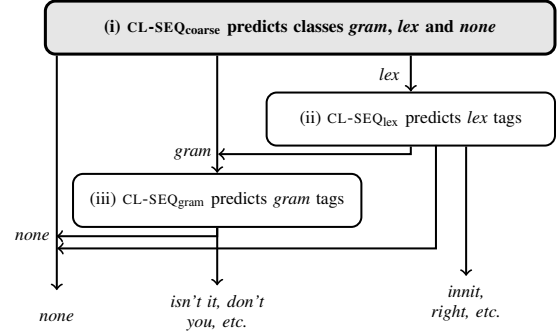 (i) CL-SEQcoarse predicts classes gram, lex and none
lex
(ii) CL-SEQlex predicts lex tags
gram
(iii) CL-SEQgram predicts gram tags
none
none
isn't it, don't
you, etc.
innit,
right, etc.